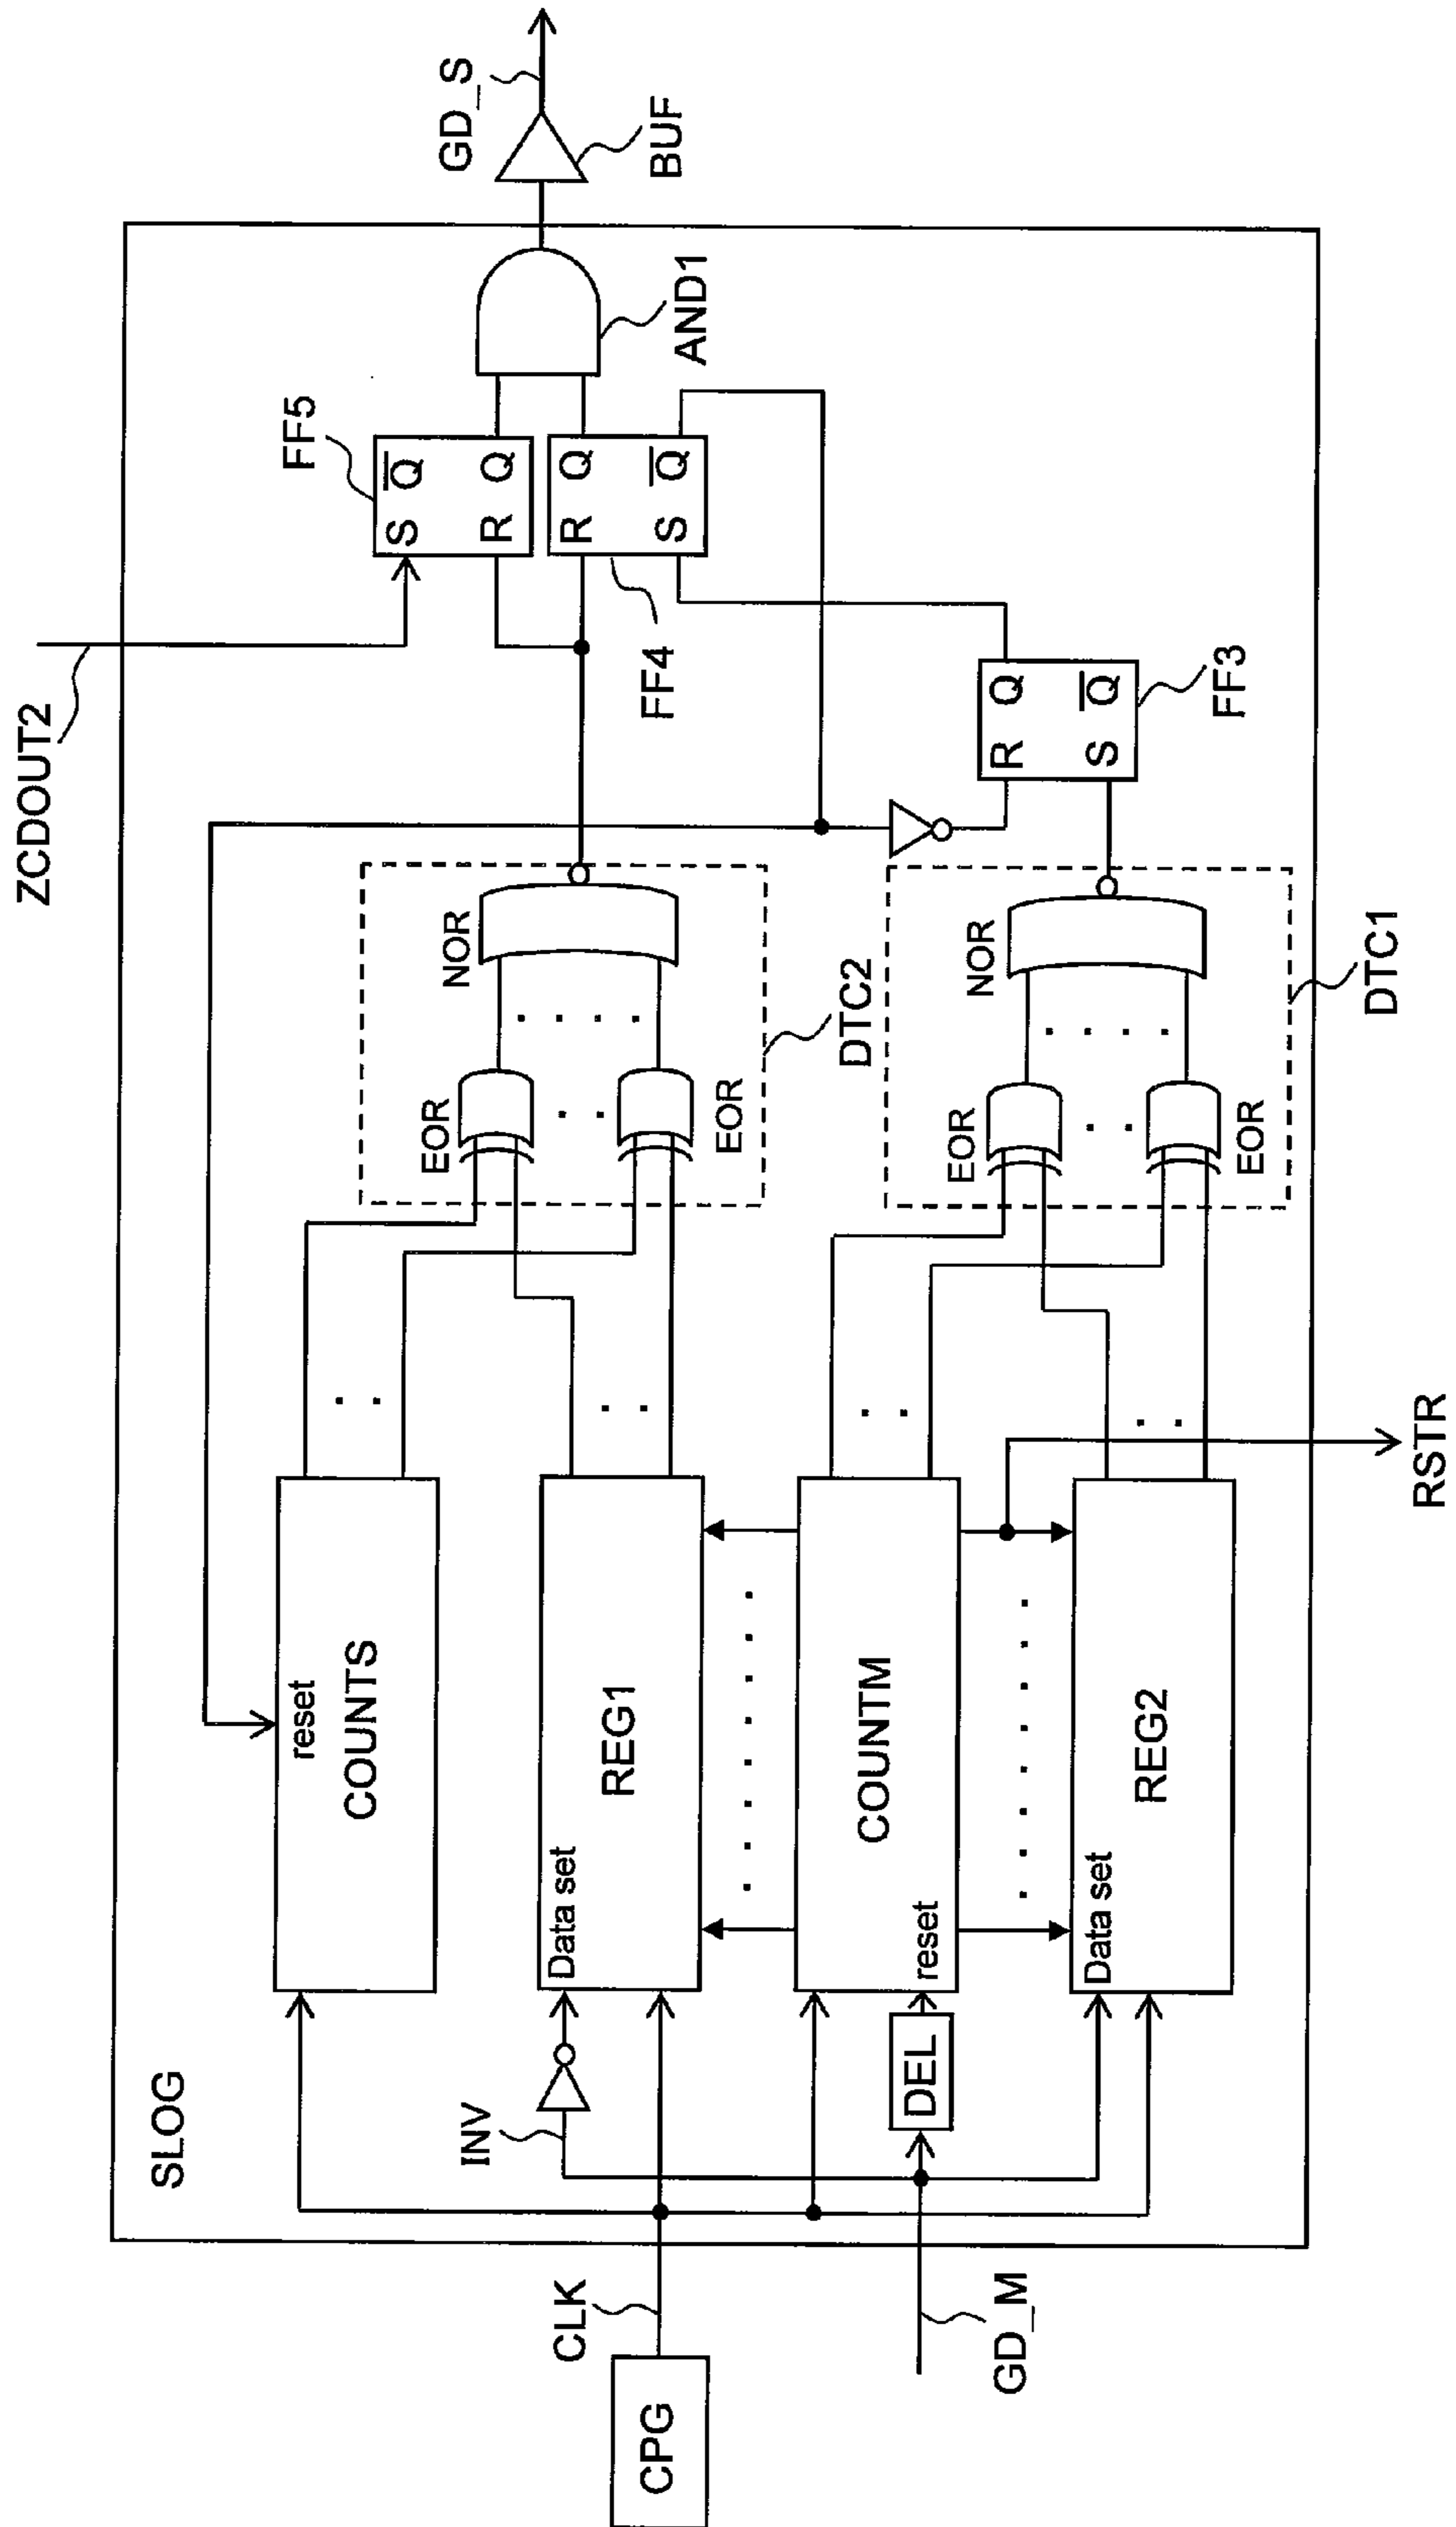 SLOG
CPG
CLK
GD_M
INV
DEL
reset
COUNTS
Data set
REG1
COUNTM
reset
Data set
REG2
RSTR
EOR
EOR
NOR
DTC2
EOR
EOR
NOR
DTC1
ZCDOUT2
FF5
S
Q
R
Q
R
Q
S
Q
FF4
R
Q
S
Q
FF3
AND1
BUF
GD_S